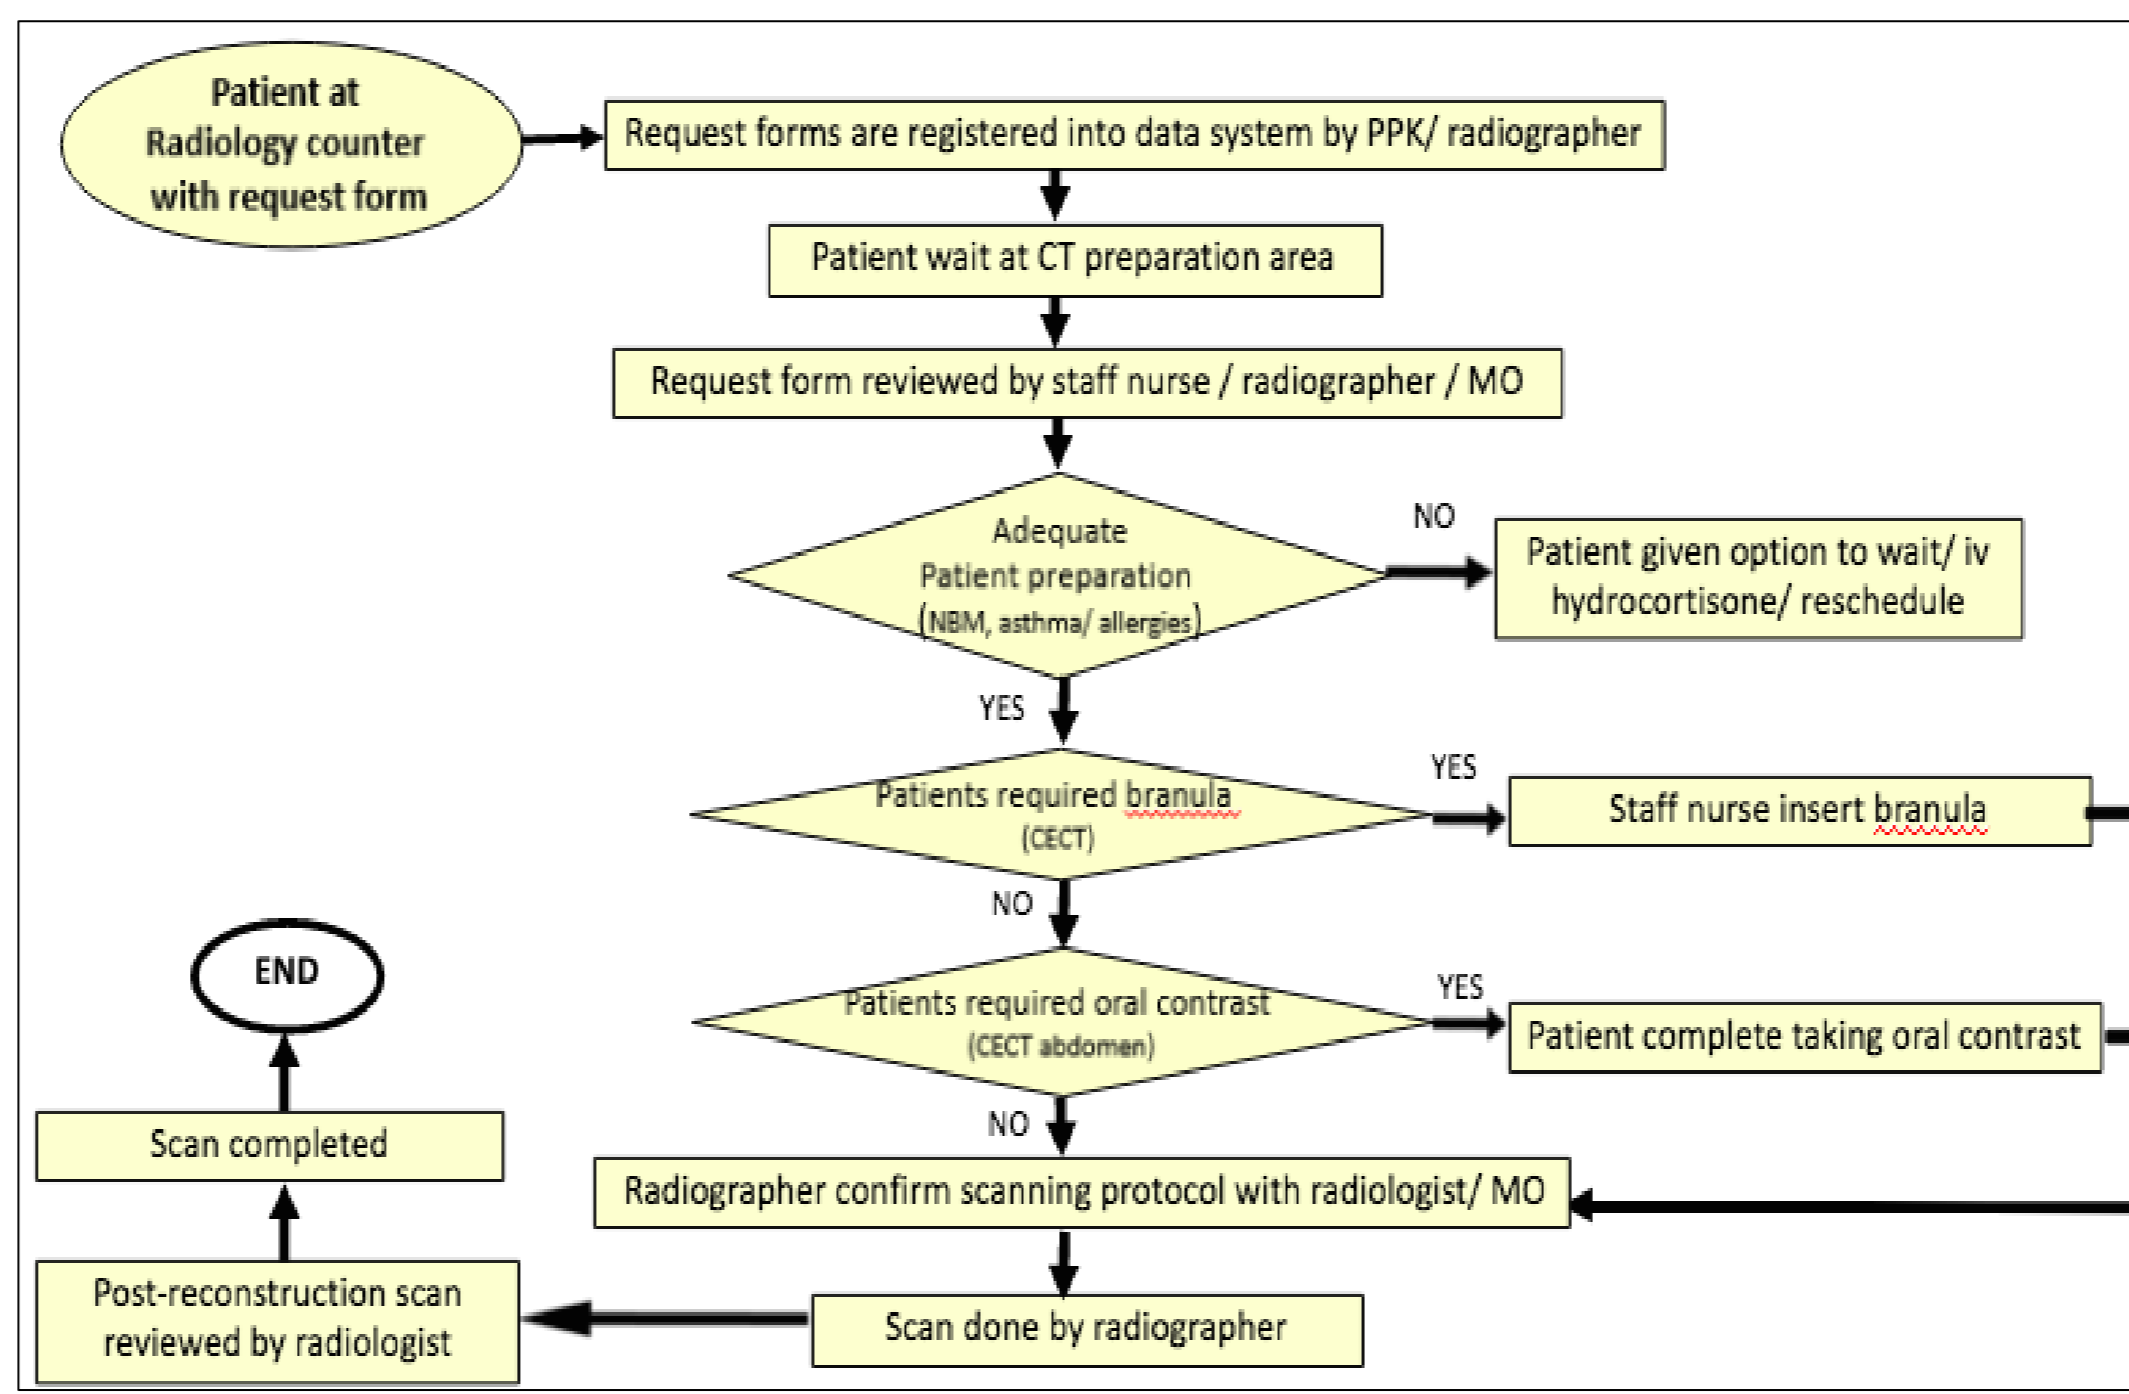 Patient at
Radiology counter
with request form
Request forms are registered into data system by PPK/ radiographer
Patient wait at CT preparation area
Request form reviewed by staff nurse / radiographer / MO
Adequate
Patient preparation
(NBM, asthma/ allergies)
NO
Patient given option to wait/ iv
hydrocortisone/ reschedule
YES
Patients required branula
(CECT)
YES
Staff nurse insert branula
NO
Patients required oral contrast
(CECT abdomen)
YES
Patient complete taking oral contrast
NO
Radiographer confirm scanning protocol with radiologist/ MO
Scan done by radiographer
Post-reconstruction scan
reviewed by radiologist
Scan completed
END